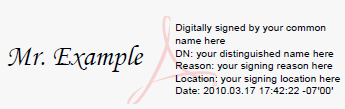 Mr. Example
Digitally signed by your common
name here
DN: your distinguished name here
Reason: your signing reason here
Location: your signing location here
Date: 2010.03.17 17:42:22 -07'00'